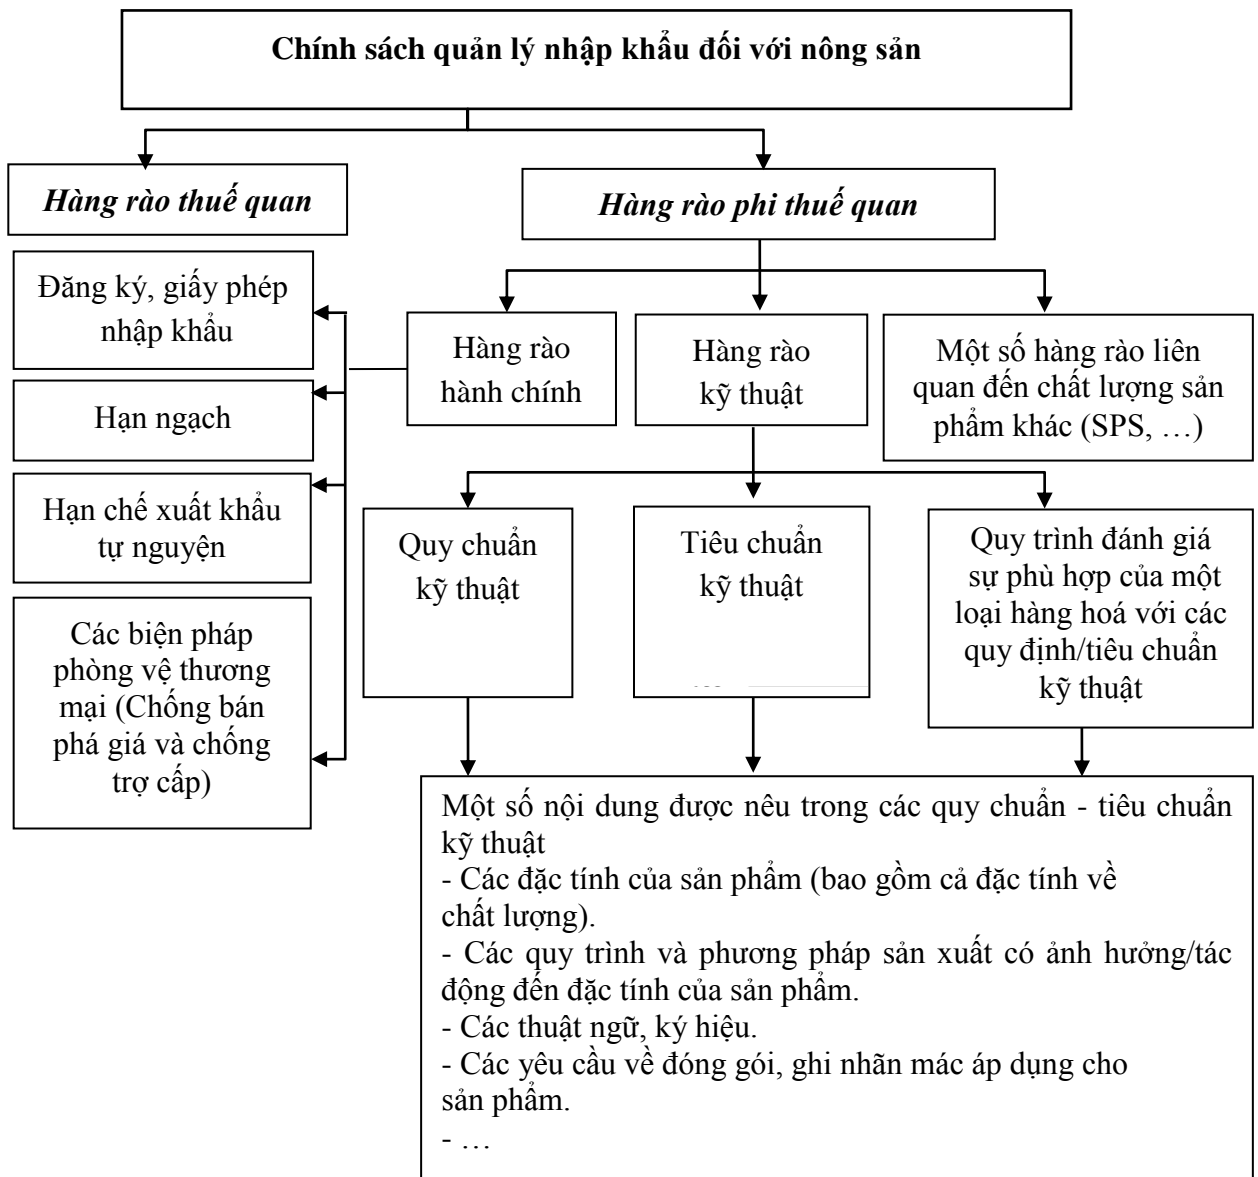 Chính sách quản lý nhập khẩu đối với nông sản
Hàng rào thuế quan
Hàng rào phi thuế quan
Đăng ký, giấy phép
nhập khẩu
Hạn ngạch
Hạn chế xuất khẩu
tự nguyện
Các biện pháp
phòng vệ thương
mại (Chống bán
phá giá và chống
trợ cấp)
Hàng rào
hành chính
Hàng rào
kỹ thuật
Một số hàng rào liên
quan đến chất lượng sản
phẩm khác (SPS, …)
Quy chuẩn
kỹ thuật
Tiêu chuẩn
kỹ thuật
Quy trình đánh giá
sự phù hợp của một
loại hàng hoá với các
quy định/tiêu chuẩn
kỹ thuật
Một số nội dung được nêu trong các quy chuẩn - tiêu chuẩn
kỹ thuật
- Các đặc tính của sản phẩm (bao gồm cả đặc tính về
chất lượng).
- Các quy trình và phương pháp sản xuất có ảnh hưởng/tác
động đến đặc tính của sản phẩm.
- Các thuật ngữ, ký hiệu.
- Các yêu cầu về đóng gói, ghi nhãn mác áp dụng cho
sản phẩm.
- …